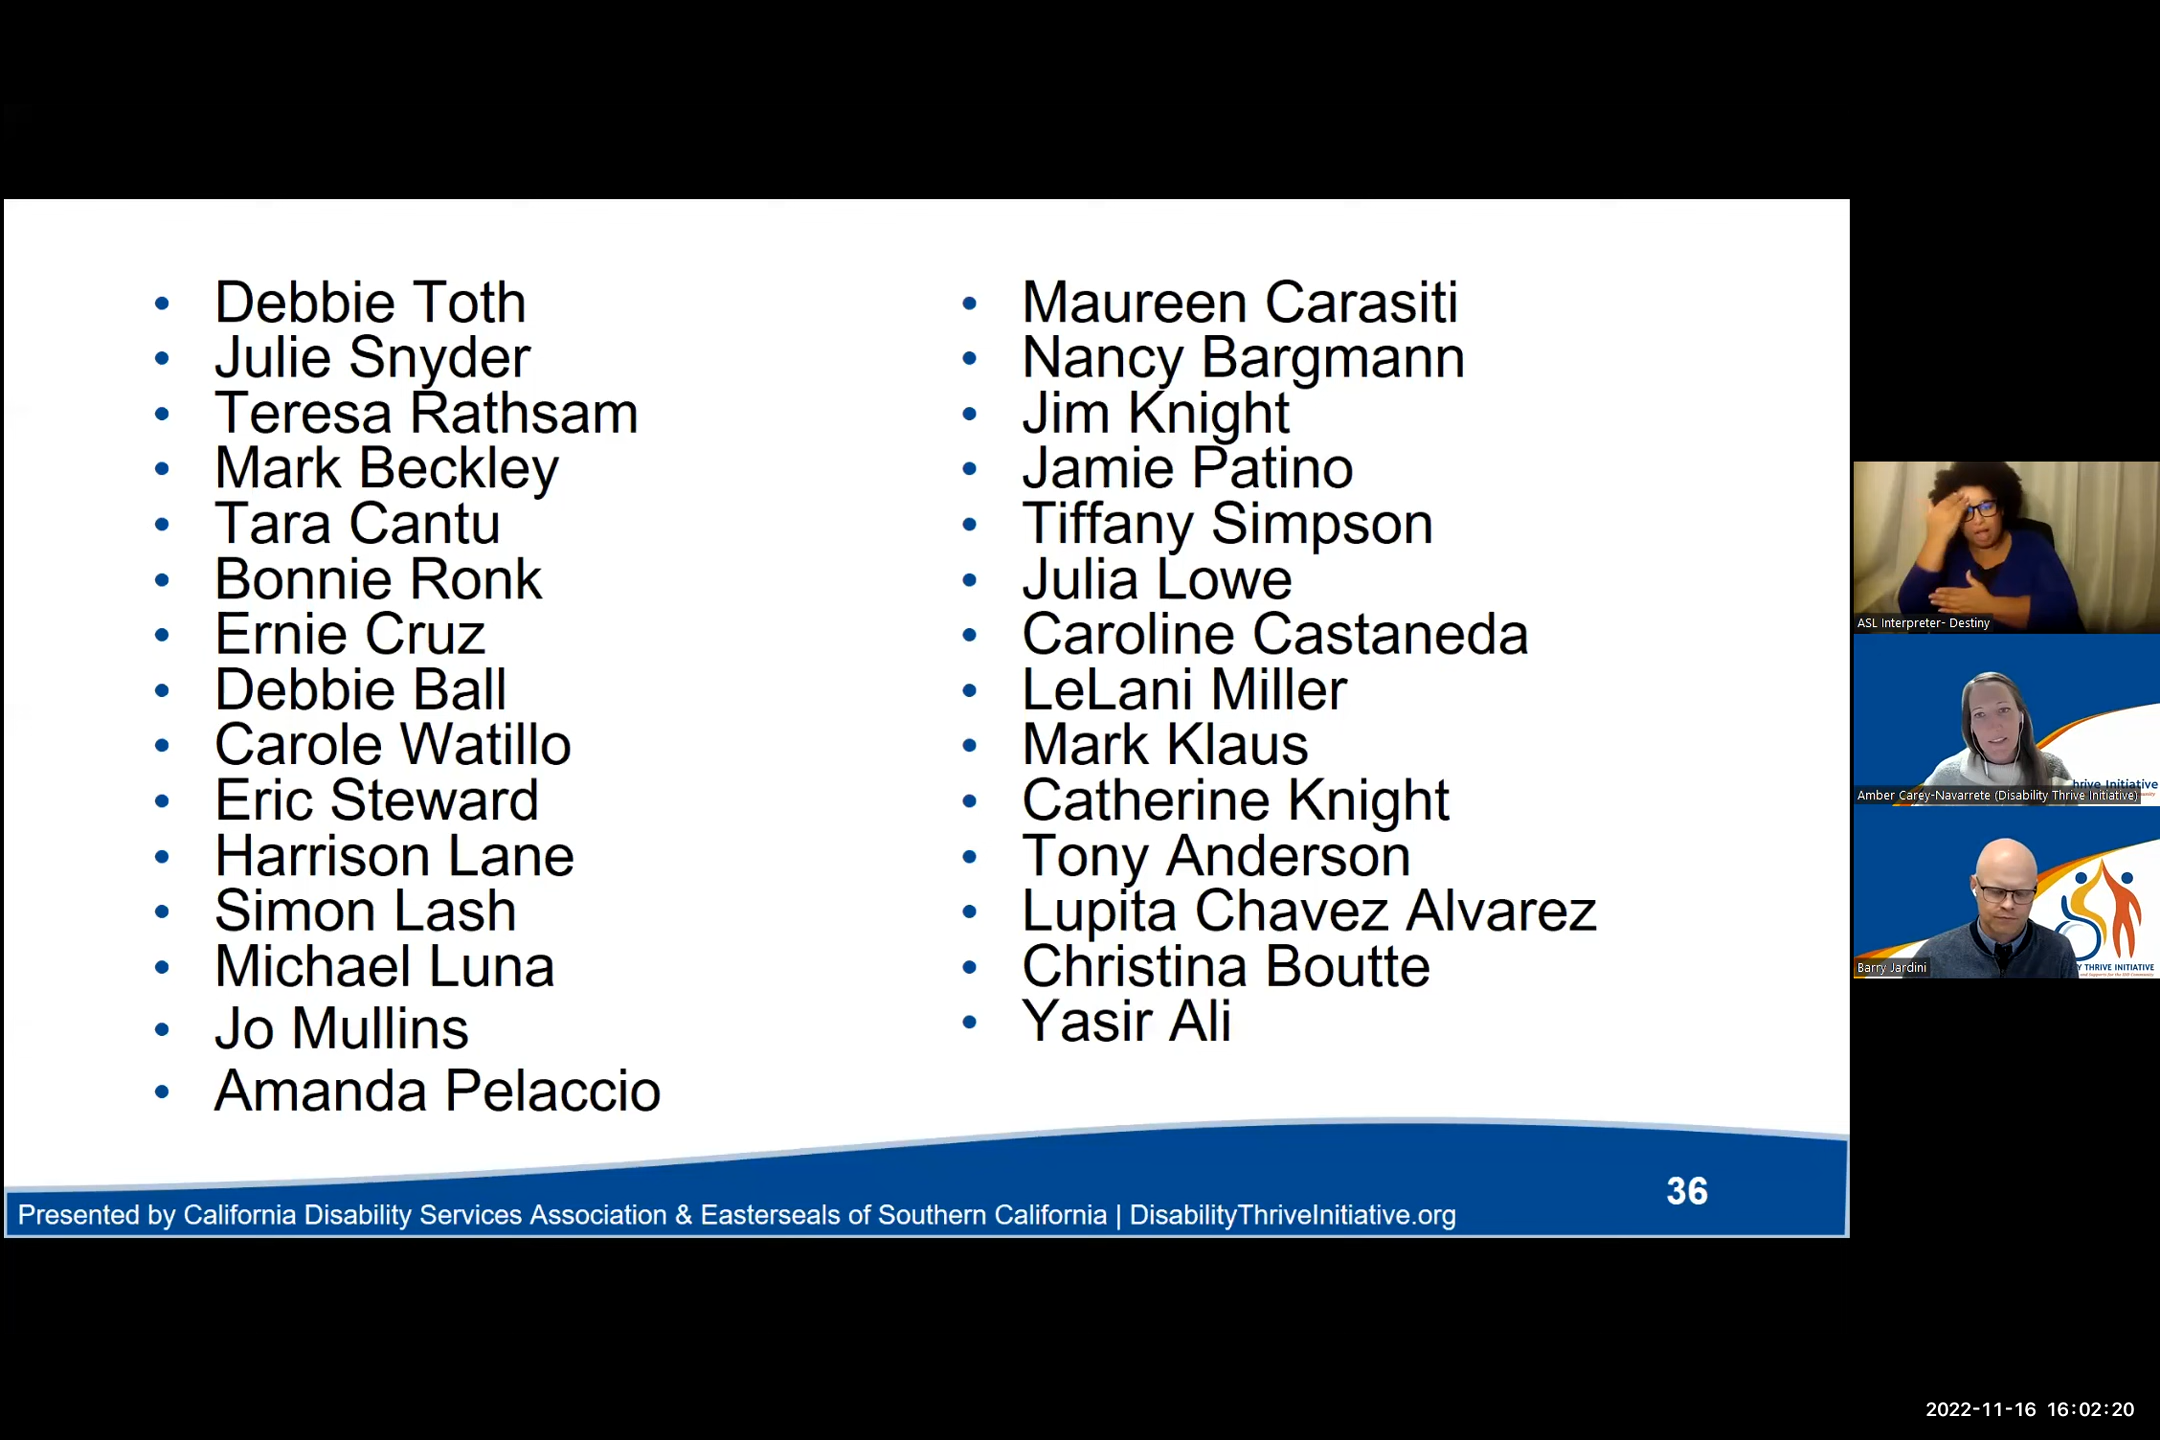 Debbie Toth
Julie Snyder
Teresa Rathsam
Mark Beckley
Tara Cantu
Bonnie Ronk
Ernie Cruz
Debbie Ball
Carole Watillo
Eric Steward
Harrison Lane
Simon Lash
Michael Luna
Jo Mullins
Amanda Pelaccio
Maureen Carasiti
Nancy Bargmann
Jim Knight
Jamie Patino
Tiffany Simpson
Julia Lowe
Caroline Castaneda
LeLani Miller
Mark Klaus
Catherine Knight
Tony Anderson
Lupita Chavez Alvarez
Christina Boutte
Yasir Ali
36
Presented by California Disability Services Association & Easterseals of Southern California | DisabilityThriveInitiative.org
ASL Interpreter- Destiny
hrive Initiative
Amber Carey-Navarrete (Disability Thrive Initiative)
Barry Jardini
Y THRIVE INITIATIVE
2022-11-16 16:02:20